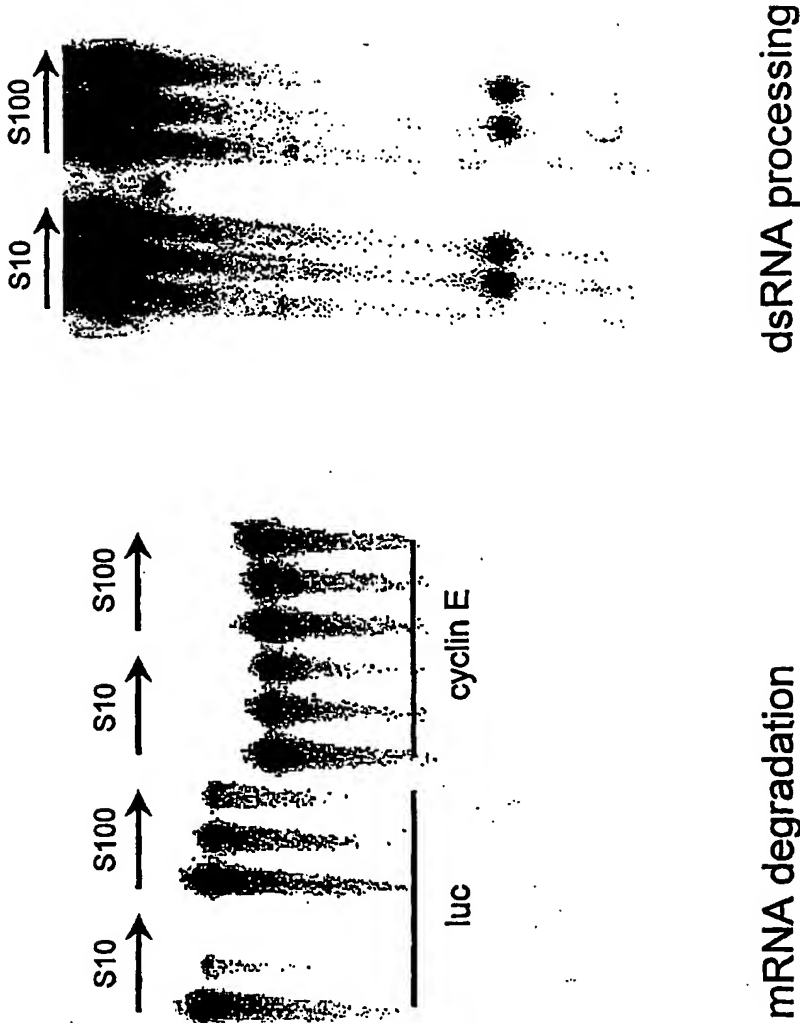 S10
S100
S10
S100
luc
cyclin E
mRNA degradation
S10
S100
dsRNA processing